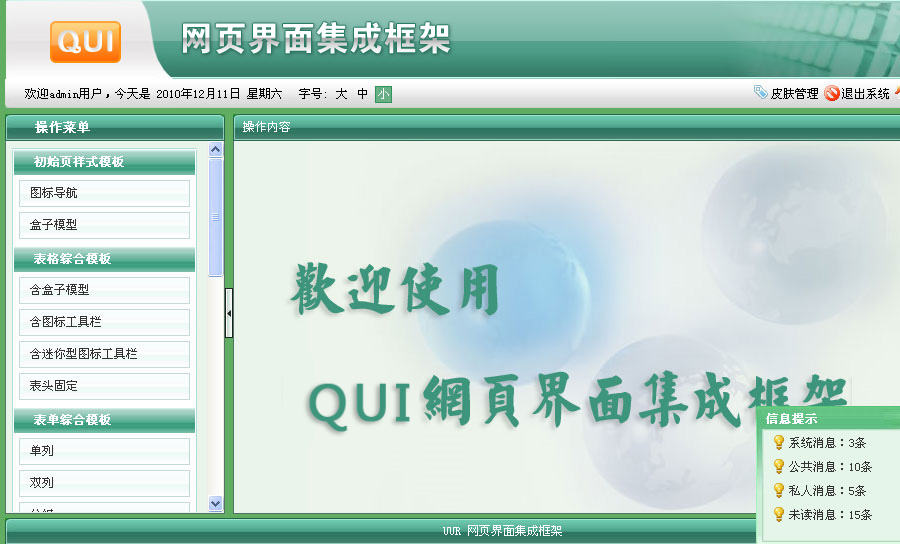 QUI 网页界面集成框架
欢迎admin用户，今天是 2010年12月11日 星期六 字号: 大 中 小
皮肤管理 退出系统
操作菜单
操作内容
初始页样式模板
图标导航
盒子模型
表格综合模板
含盒子模型
含图标工具栏
含迷你型图标工具栏
表头固定
表单综合模板
单列
双列
歡迎使用
QUI 網頁界面集成框架
信息提示
系统消息：3条
公共消息：10条
私人消息：5条
未读消息：15条
UUR 网页界面集成框架